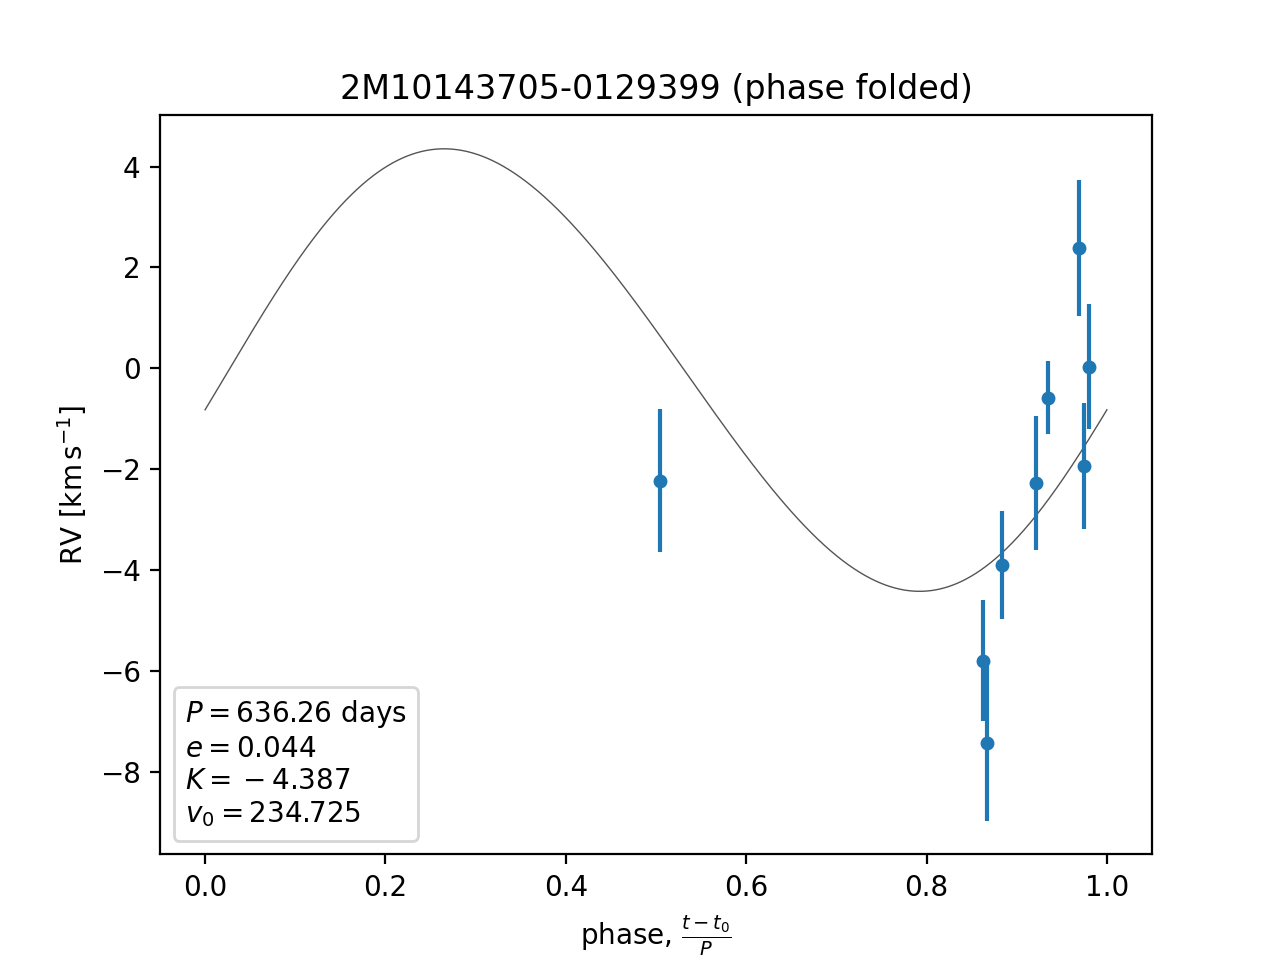 2M10143705-0129399 (phase folded)
RV [km s⁻¹]
4
2
0
−2
−4
−6
−8
P = 636.26 days
e = 0.044
K = −4.387
v₀ = 234.725
0.0 0.2 0.4 0.6 0.8 1.0
phase, (t − t₀)/P